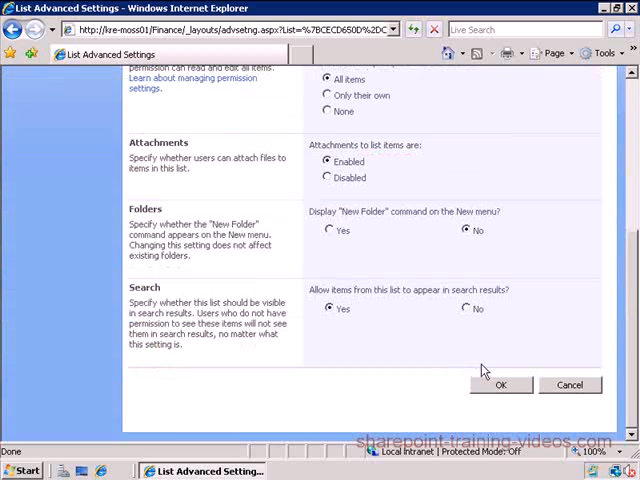 List Advanced Settings - Windows Internet Explorer
http://kre-moss01/Finance/_layouts/advsetng.aspx?List=%7BCECD650D%2DC
Live Search
List Advanced Settings
Page
Tools
permission can read and edit all items.
Learn about managing permission
settings.
All items
Only their own
None
Attachments
Specify whether users can attach files to
items in this list.
Attachments to list items are:
Enabled
Disabled
Folders
Specify whether the "New Folder"
command appears on the New menu.
Changing this setting does not affect
existing folders.
Display "New Folder" command on the New menu?
Yes No
Search
Specify whether this list should be visible
in search results. Users who do not have
permission to see these items will not see
them in search results, no matter what
this setting is.
Allow items from this list to appear in search results?
Yes No
OK Cancel
sharepoint-training-videos.com
Done
Local intranet | Protected Mode: Off
100%
Start
List Advanced Setting...